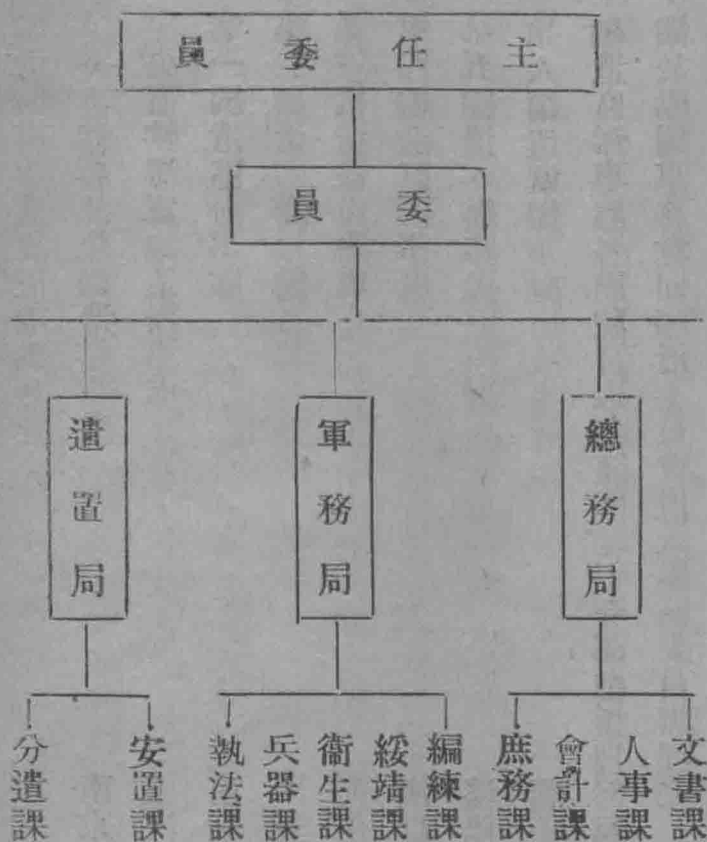 主任委員
委員
總務局
文書課
人事課
會計課
庶務課
軍務局
編練課
綏靖課
衞生課
兵器課
執法課
遣置局
安置課
分遣課